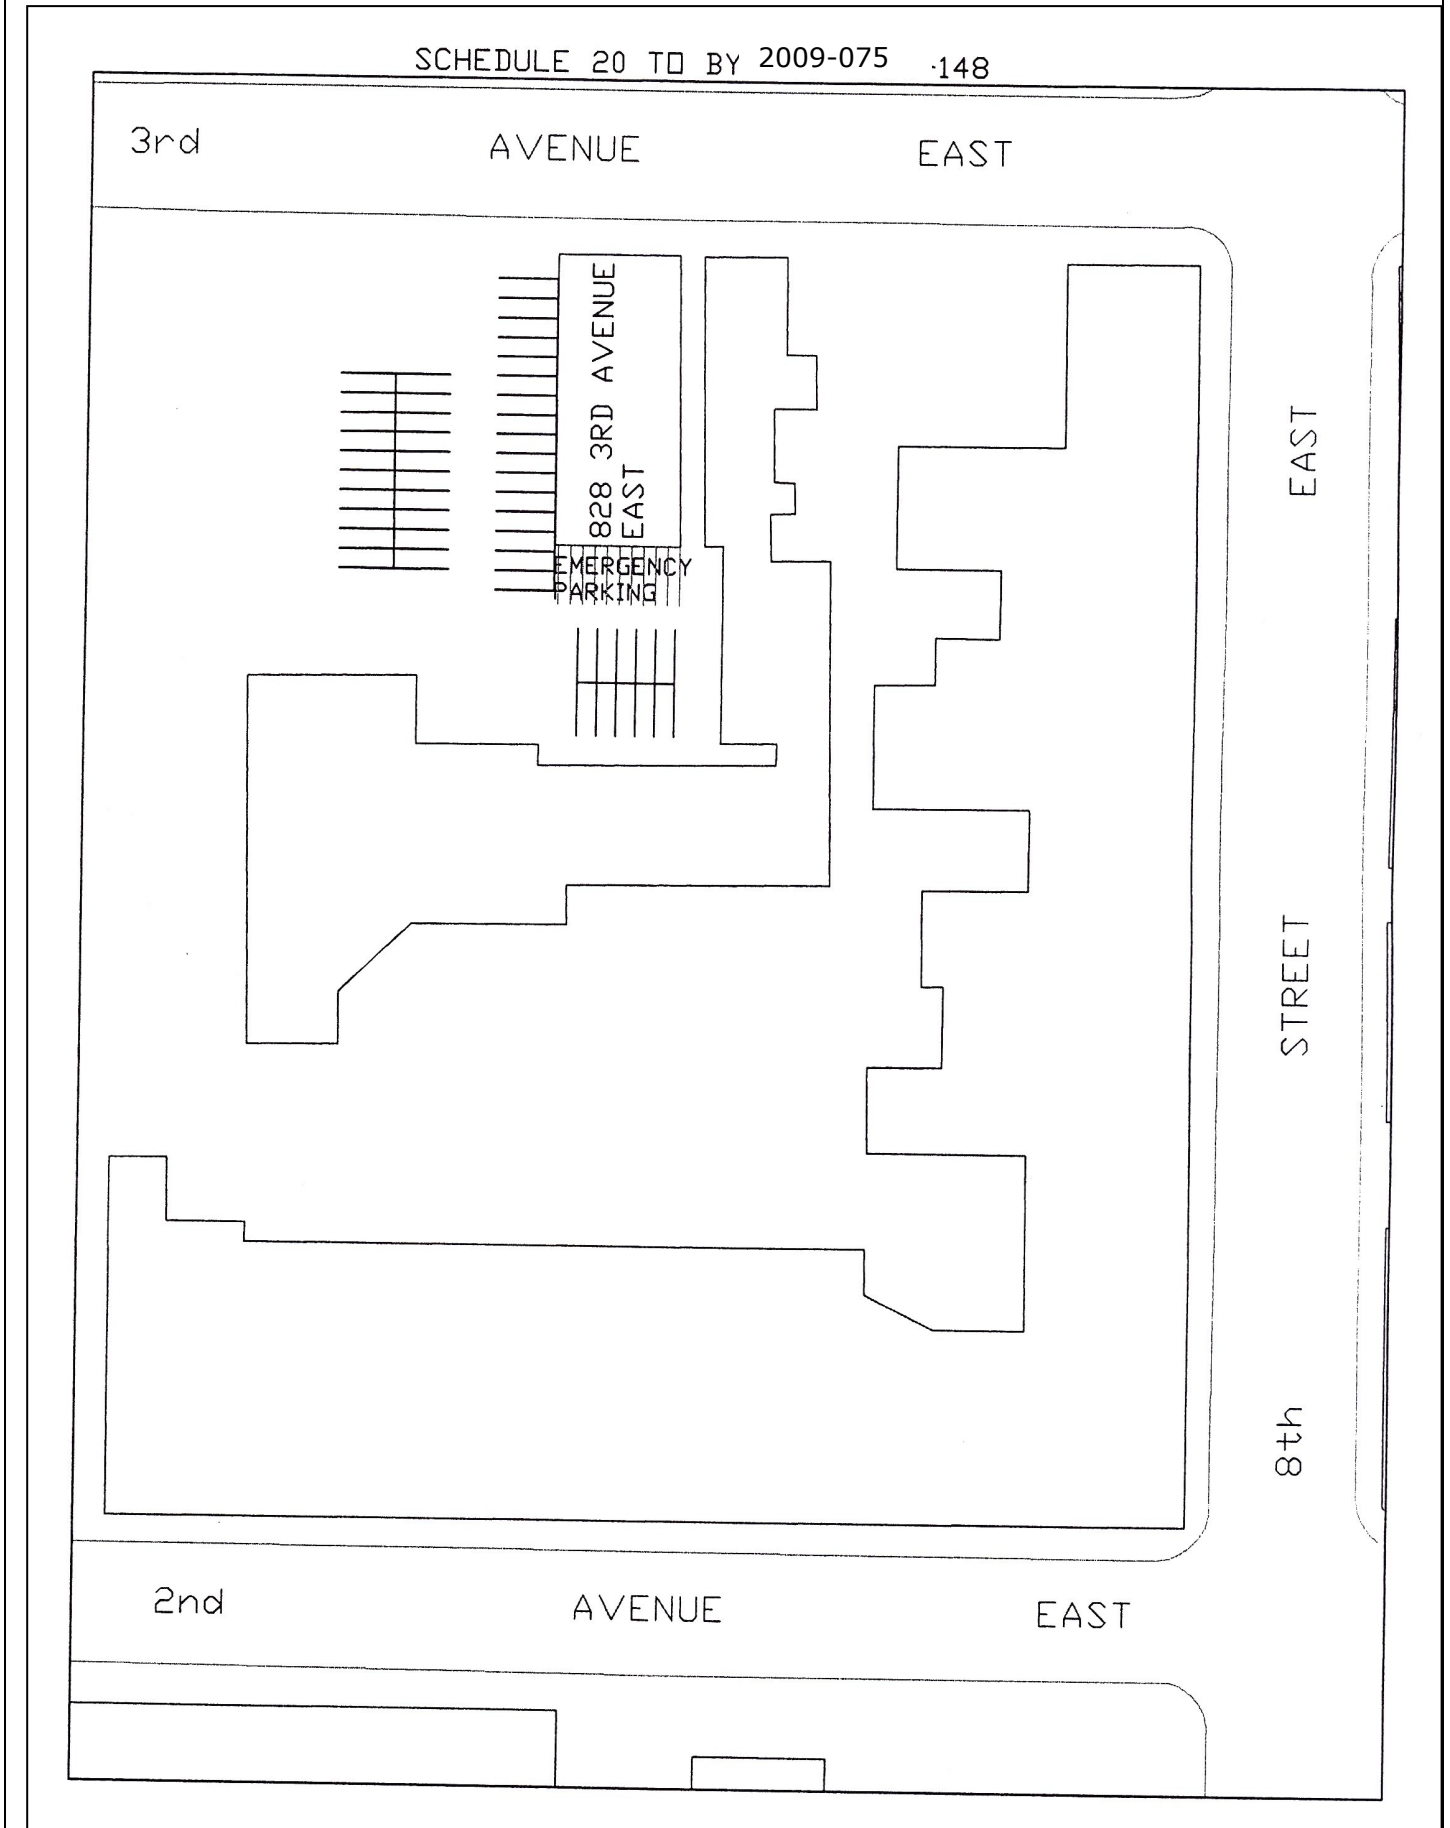 SCHEDULE 20 TO BY 2009-075 148
3rd AVENUE EAST
828 3RD AVENUE
EAST
EMERGENCY
PARKING
8th STREET EAST
2nd AVENUE EAST